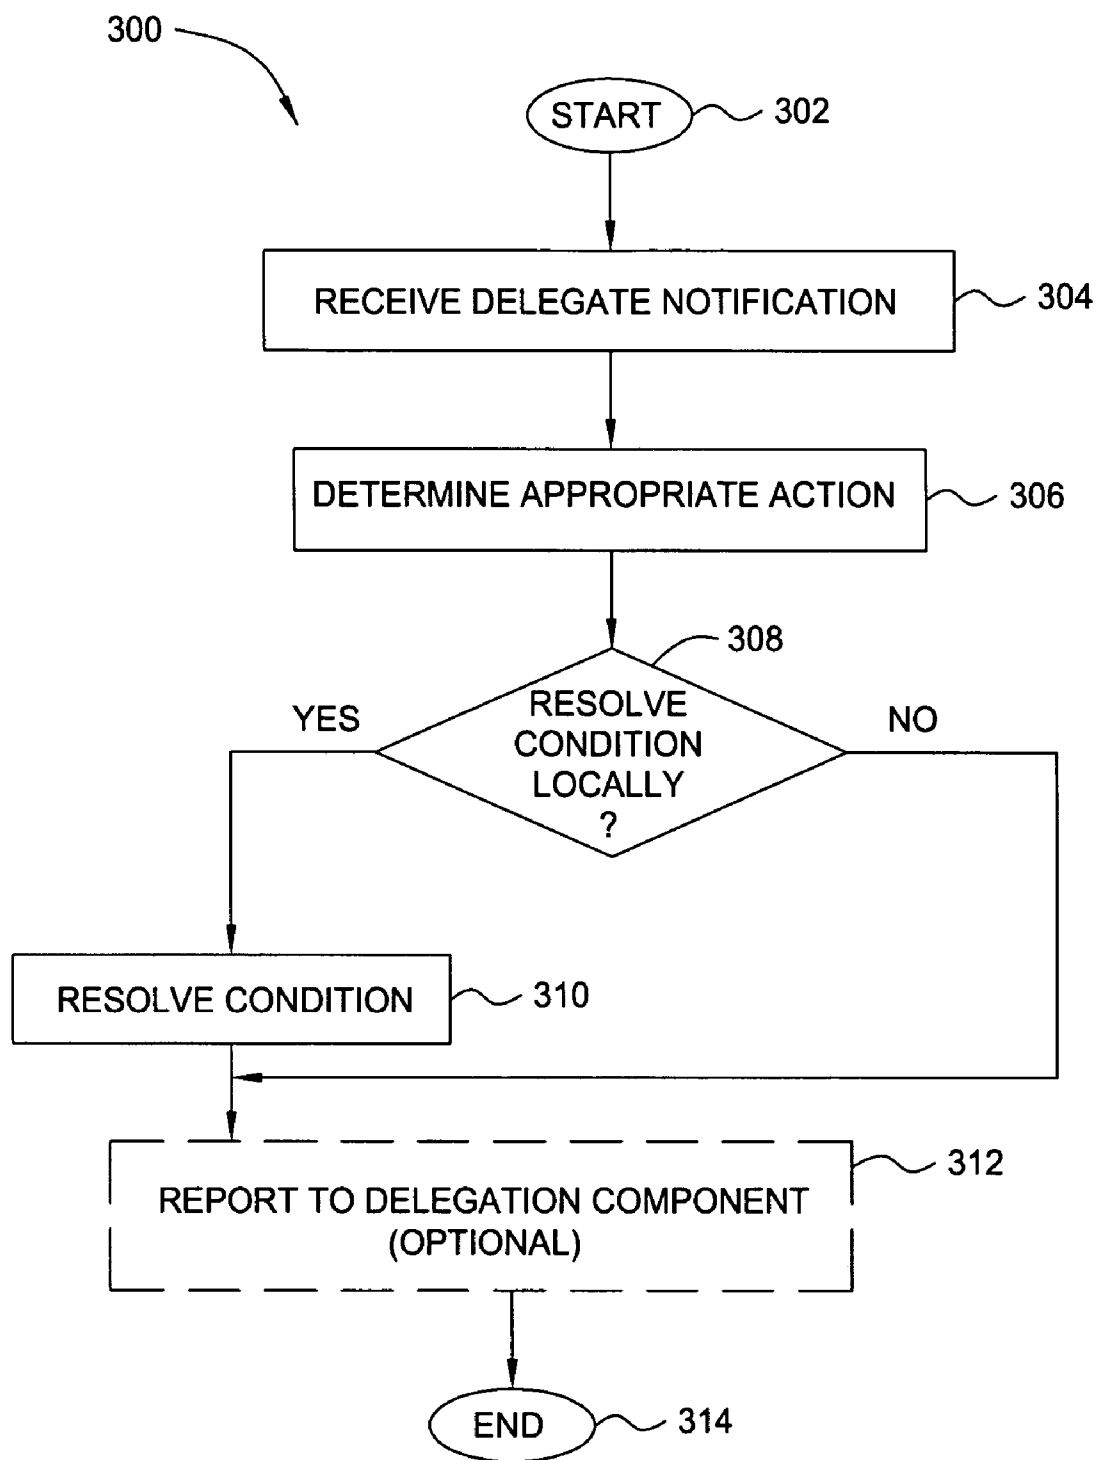 300
START
302
RECEIVE DELEGATE NOTIFICATION
304
DETERMINE APPROPRIATE ACTION
306
308
YES
RESOLVE
CONDITION
LOCALLY
?
NO
RESOLVE CONDITION
310
312
REPORT TO DELEGATION COMPONENT
(OPTIONAL)
END
314